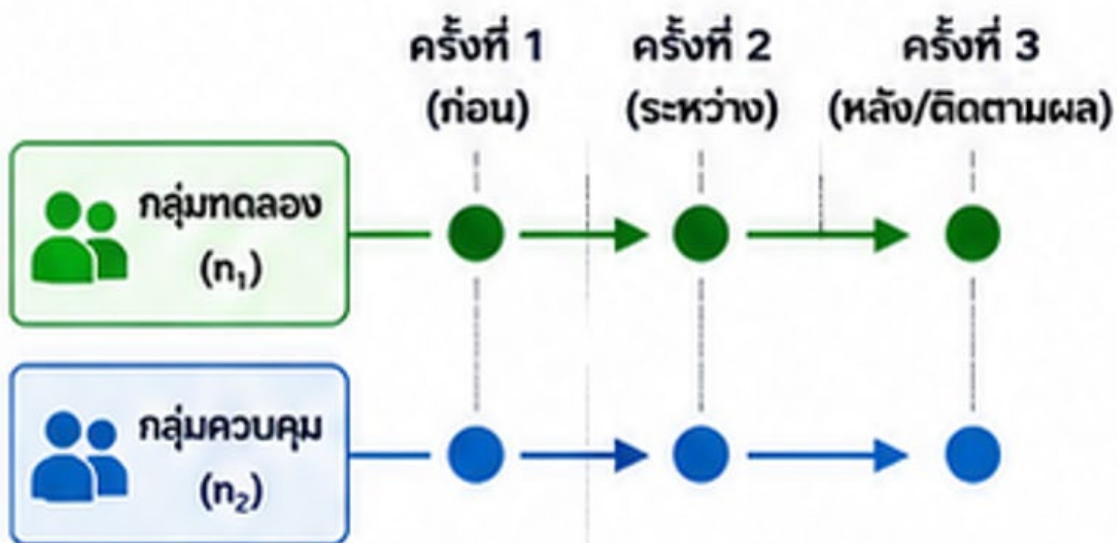 ครั้งที่ 1
(ก่อน)
ครั้งที่ 2
(ระหว่าง)
ครั้งที่ 3
(หลัง/ติดตามผล)
กลุ่มทดลอง
(n₁)
กลุ่มควบคุม
(n₂)